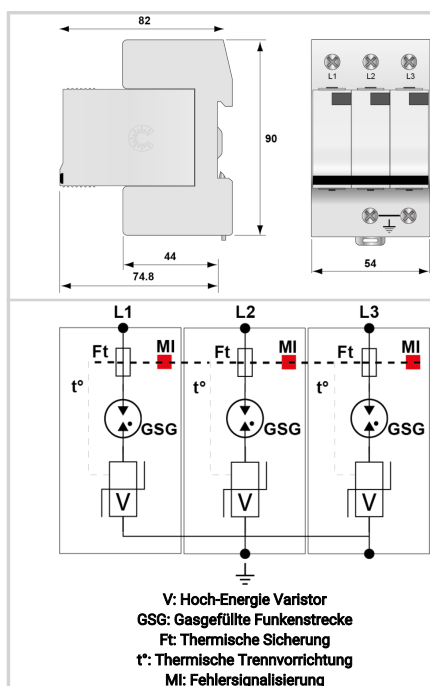 82
L1 L2 L3
90
44
74.8
54
L1 L2 L3
Ft MI Ft MI Ft MI
t° t° t°
GSG GSG GSG
V V V
V: Hoch-Energie Varistor
GSG: Gasgefüllte Funkenstrecke
Ft: Thermische Sicherung
t°: Thermische Trennvorrichtung
MI: Fehlersignalisierung